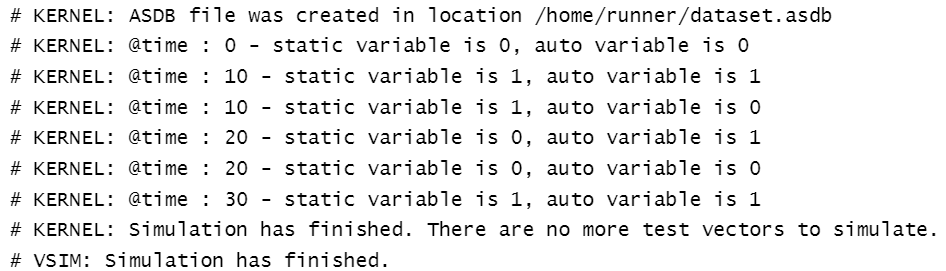 # KERNEL: ASDB file was created in location /home/runner/dataset.asdb
# KERNEL: @time : 0 - static variable is 0, auto variable is 0
# KERNEL: @time : 10 - static variable is 1, auto variable is 1
# KERNEL: @time : 10 - static variable is 1, auto variable is 0
# KERNEL: @time : 20 - static variable is 0, auto variable is 1
# KERNEL: @time : 20 - static variable is 0, auto variable is 0
# KERNEL: @time : 30 - static variable is 1, auto variable is 1
# KERNEL: Simulation has finished. There are no more test vectors to simulate.
# VSIM: Simulation has finished.